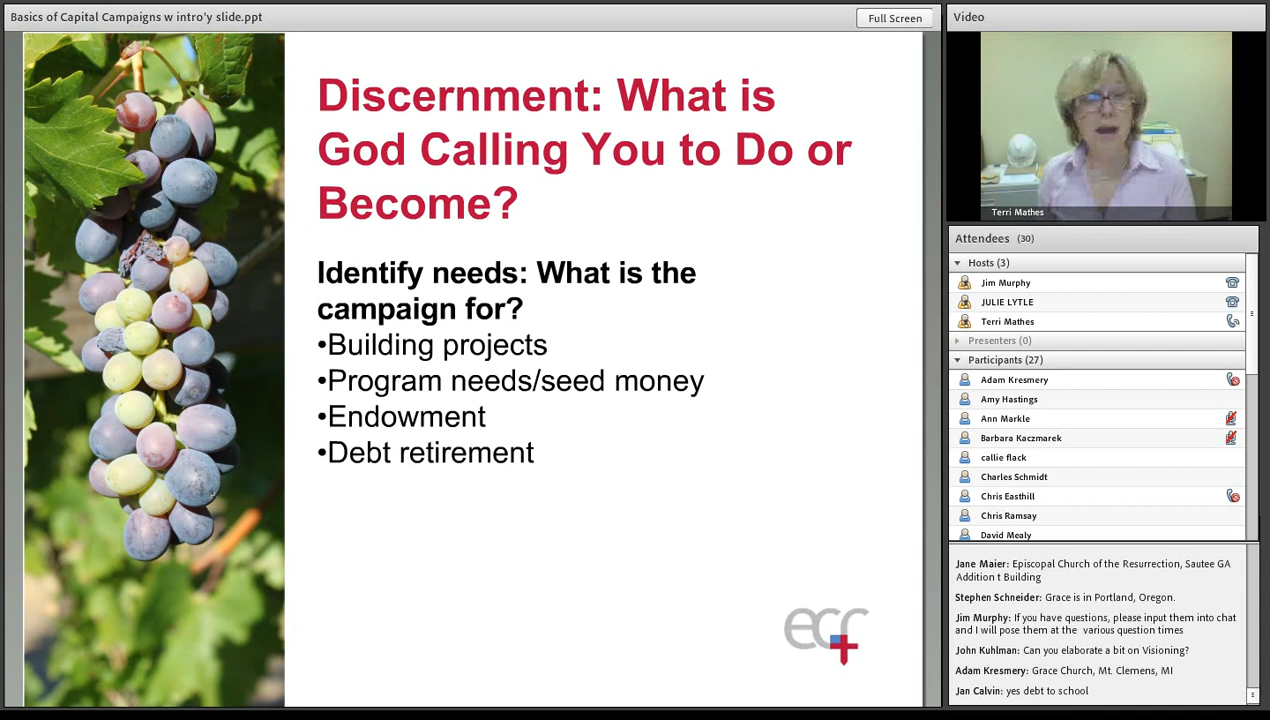 Basics of Capital Campaigns w intro'y slide.ppt
Full Screen
Discernment: What is
God Calling You to Do or
Become?
Identify needs: What is the
campaign for?
•Building projects
•Program needs/seed money
•Endowment
•Debt retirement
ecf
Video
Terri Mathes
Attendees (30)
Hosts (3)
Jim Murphy
JULIE LYTLE
Terri Mathes
Presenters (0)
Participants (27)
Adam Kresmery
Amy Hastings
Ann Markle
Barbara Kaczmarek
callie flack
Charles Schmidt
Chris Easthill
Chris Ramsay
David Mealy
Jane Maier: Episcopal Church of the Resurrection, Sautee GA
Addition t Building
Stephen Schneider: Grace is in Portland, Oregon.
Jim Murphy: If you have questions, please input them into chat
and I will pose them at the various question times
John Kuhlman: Can you elaborate a bit on Visioning?
Adam Kresmery: Grace Church, Mt. Clemens, MI
Jan Calvin: yes debt to school